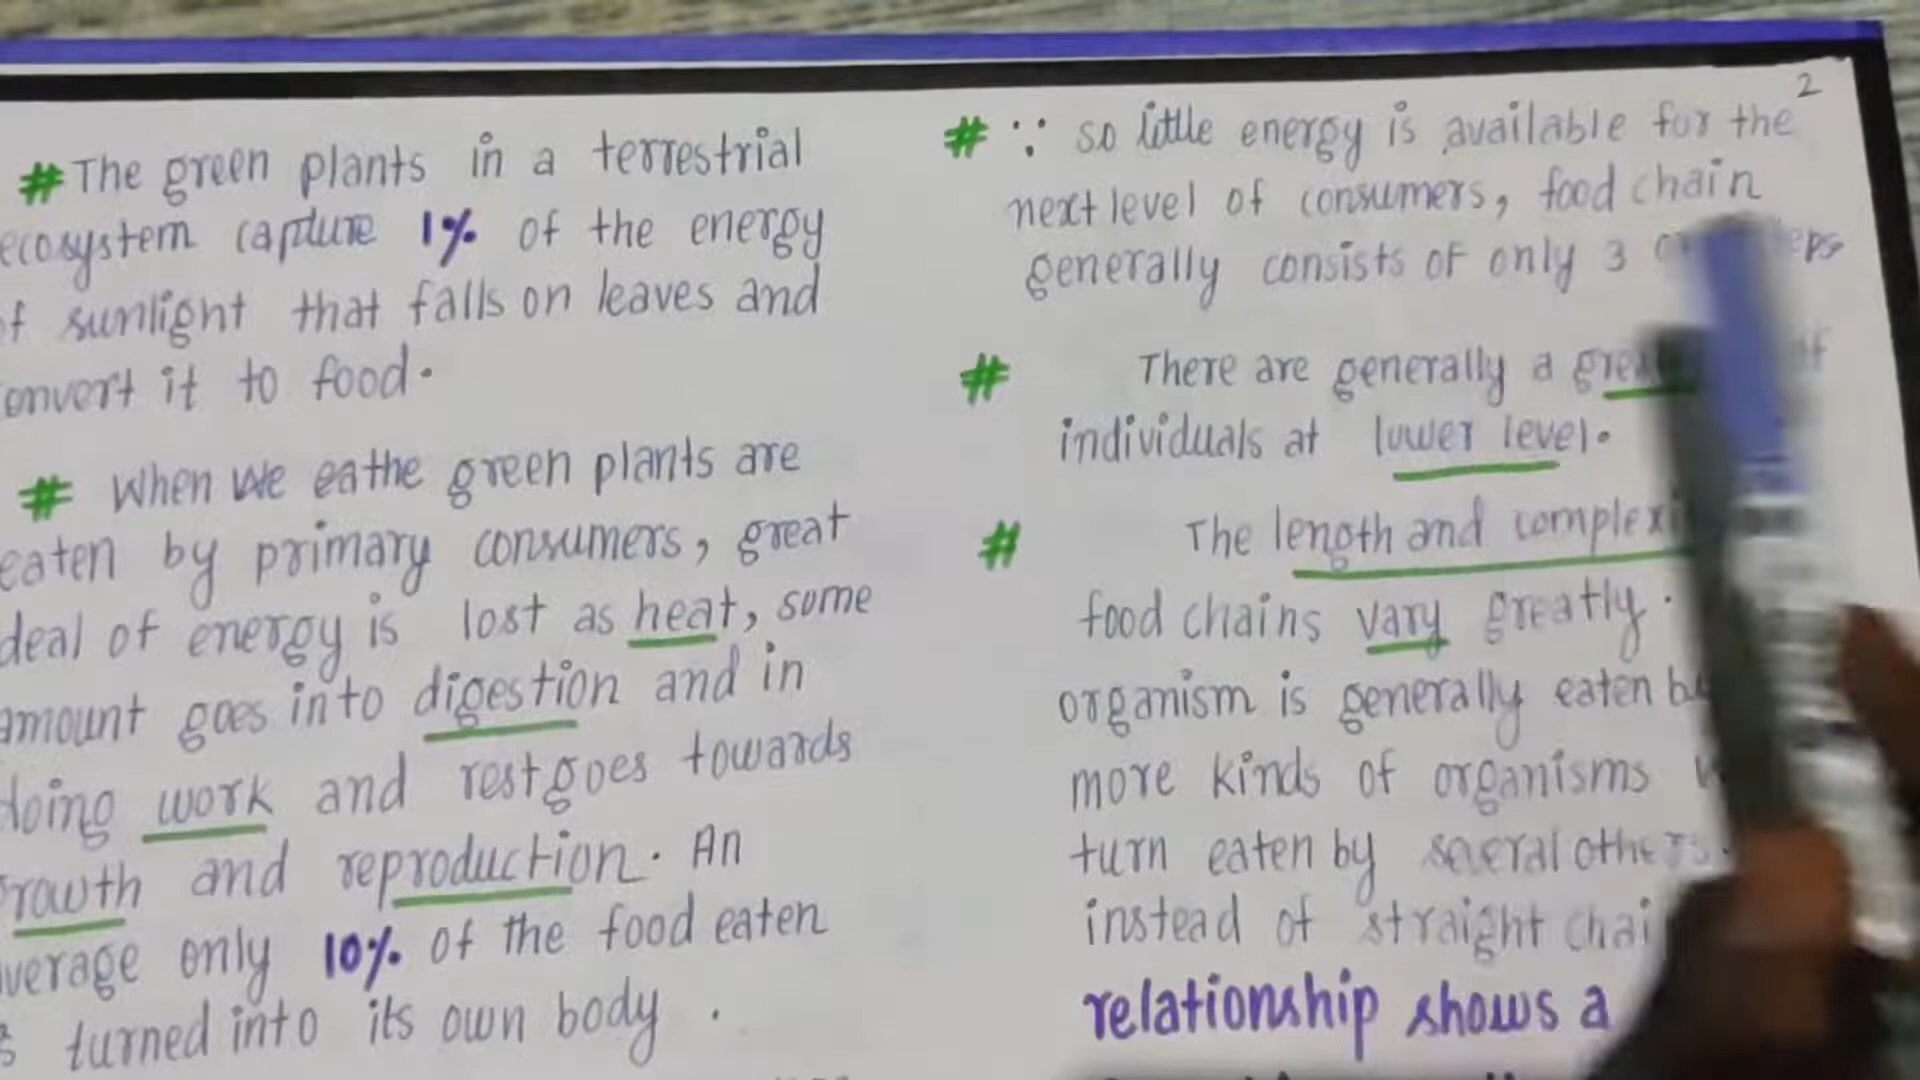 2
# The green plants in a terrestrial
ecosystem capture 1% of the energy
of sunlight that falls on leaves and
onvert it to food.
# When we eathe green plants are
eaten by primary consumers, great
deal of energy is lost as heat, some
amount goes into digestion and in
doing work and rest goes towards
rowth and reproduction. An
verage only 10% of the food eaten
turned into its own body.
# ∵ so little energy is available for the
next level of consumers, food chain
generally consists of only 3
# There are generally a
individuals at lower level.
# The length and
food chains vary greatly.
organism is generally eaten
more kinds of organisms
turn eaten by several others.
instead of straight
relationship shows a